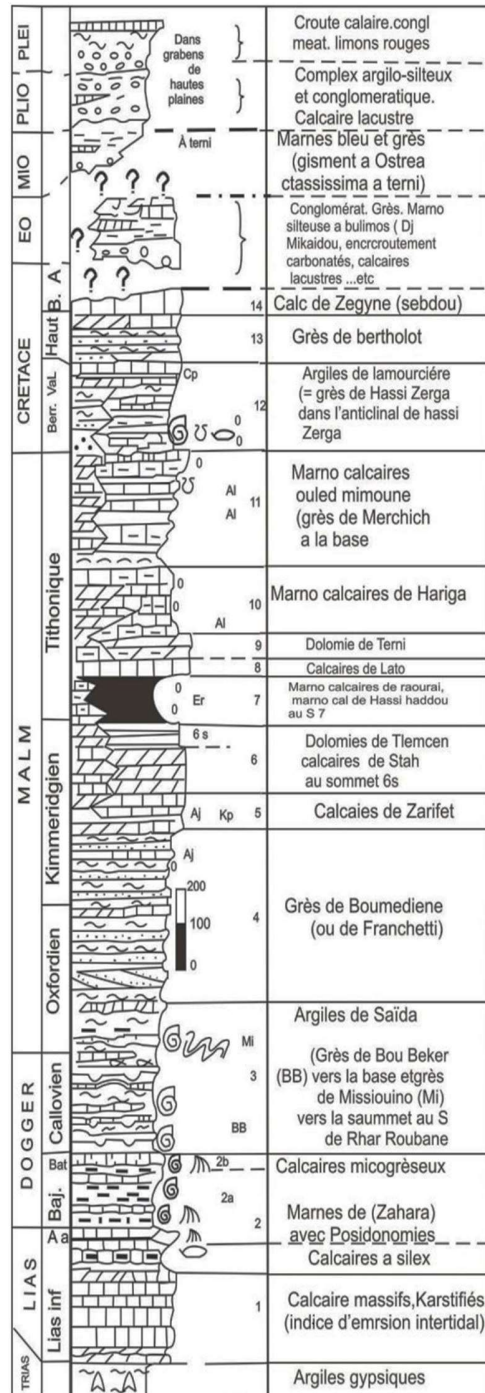 PLEI
Dans
grabens
de
hautes
plaines
Croute calaire.congl
meat. limons rouges
PLIO
Complex argilo-silteux
et conglomeratique.
Calcaire lacustre
MIO
À terni
Marnes bleu et grès
(gisment a Ostrea
ctassissima a terni)
? ? ?
EO
?
Conglomérat. Grès. Marno
silteuse a bulimos ( Dj
Mikaidou, encrcroutement
carbonatés, calcaires
lacustres ...etc
? ?
CRETACE
B. A
14 Calc de Zegyne (sebdou)
Haut
13 Grès de bertholot
Berr. Val.
Cp
12
0
0
Argiles de lamourciére
(= grès de Hassi Zerga
dans l'anticlinal de hassi
Zerga
MALM
Tithonique
0
Al
Al
11
Marno calcaires
ouled mimoune
(grès de Merchich
a la base
0
0
Al
10 Marno calcaires de Hariga
9 Dolomie de Terni
8 Calcaires de Lato
0
0
Er
7
Marno calcaires de raourai,
marno cal de Hassi haddou
au S 7
Kimmeridgien
6 s
6
Dolomies de Tlemcen
calcaires de Stah
au sommet 6s
Aj Kp 5 Calcaies de Zarifet
Aj
0
200
100
0
4
Grès de Boumediene
(ou de Franchetti)
Oxfordien
Argiles de Saïda
Mi
3
BB
(Grès de Bou Beker
(BB) vers la base etgrès
de Missiouino (Mi)
vers la saummet au S
de Rhar Roubane
DOGGER
Callovien
Bat
2b
Calcaires micogrèseux
Baj.
2a
2
Marnes de (Zahara)
avec Posidonomies
LIAS
A a
Calcaires a silex
Lias inf
1
Calcaire massifs,Karstifiés
(indice d'emrsion intertidal)
TRIAS
Argiles gypsiques